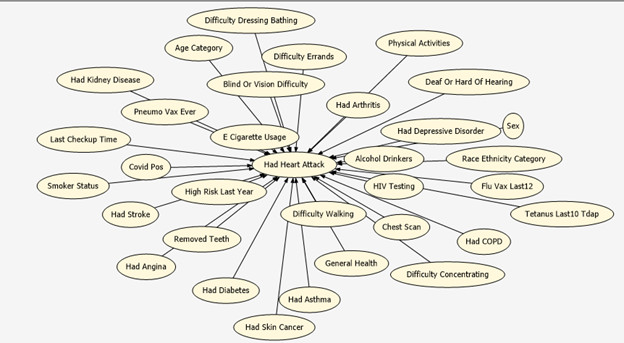 Difficulty Dressing Bathing
Age Category
Physical Activities
Difficulty Errands
Had Kidney Disease
Blind Or Vision Difficulty
Deaf Or Hard Of Hearing
Pneumo Vax Ever
Had Arthritis
Sex
Last Checkup Time
E Cigarette Usage
Had Depressive Disorder
Covid Pos
Had Heart Attack
Alcohol Drinkers
Race Ethnicity Category
Smoker Status
High Risk Last Year
HIV Testing
Flu Vax Last12
Had Stroke
Difficulty Walking
Tetanus Last10 Tdap
Chest Scan
Removed Teeth
Had COPD
Had Angina
General Health
Difficulty Concentrating
Had Diabetes
Had Asthma
Had Skin Cancer